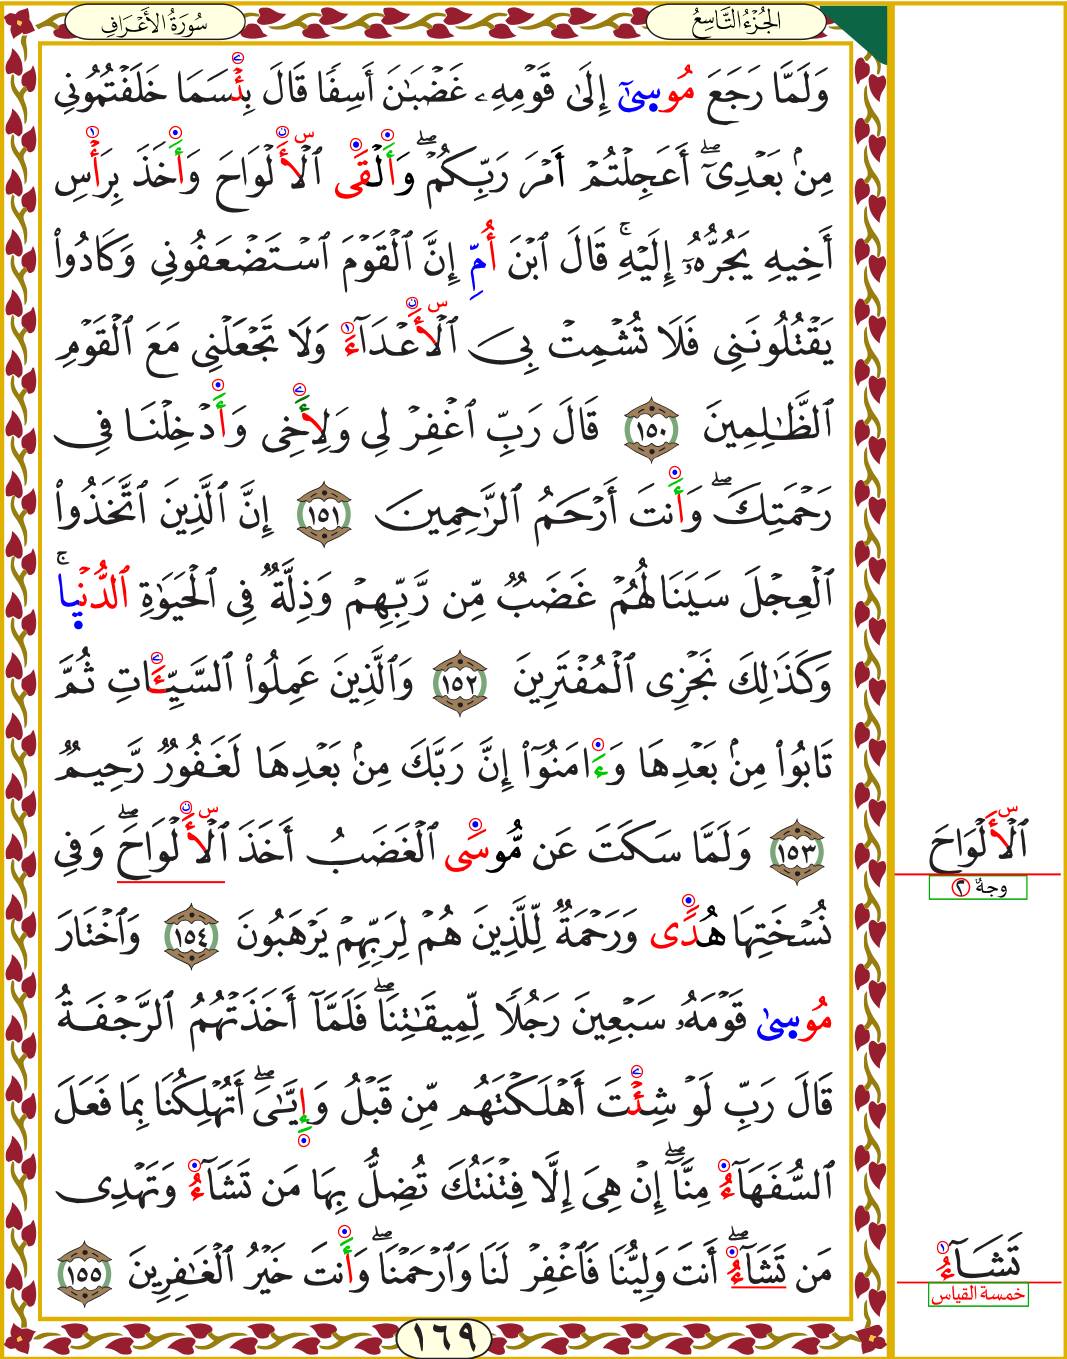 الجُزْءُ التَّاسِعُ
سُورَةُ الأَعْرَافِ
وَلَمَّا رَجَعَ مُوسِىٰٓ إِلَىٰ قَوْمِهِۦ غَضْبَٰنَ أَسِفًا قَالَ بِئْسَمَا خَلَفْتُمُونِي
مِنۢ بَعْدِىٓۖ أَعَجِلْتُمْ أَمْرَ رَبِّكُمْۖ وَأَلْقَى ٱلْأَلْوَاحَ وَأَخَذَ بِرَأْسِ
أَخِيهِ يَجُرُّهُۥٓ إِلَيْهِۚ قَالَ ٱبْنَ أُمِّ إِنَّ ٱلْقَوْمَ ٱسْتَضْعَفُونِي وَكَادُوا۟
يَقْتُلُونَنِي فَلَا تُشْمِتْ بِىَ ٱلْأَعْدَآءَ وَلَا تَجْعَلْنِى مَعَ ٱلْقَوْمِ
ٱلظَّٰلِمِينَ ١٥٠ قَالَ رَبِّ ٱغْفِرْ لِى وَلِأَخِى وَأَدْخِلْنَا فِى
رَحْمَتِكَۖ وَأَنتَ أَرْحَمُ ٱلرَّٰحِمِينَ ١٥١ إِنَّ ٱلَّذِينَ ٱتَّخَذُوا۟
ٱلْعِجْلَ سَيَنَالُهُمْ غَضَبٌ مِّن رَّبِّهِمْ وَذِلَّةٌ فِى ٱلْحَيَوٰةِ ٱلدُّنْيِاۚ
وَكَذَٰلِكَ نَجْزِى ٱلْمُفْتَرِينَ ١٥٢ وَٱلَّذِينَ عَمِلُوا۟ ٱلسَّيِّـَٔاتِ ثُمَّ
تَابُوا۟ مِنۢ بَعْدِهَا وَءَامَنُوٓا۟ إِنَّ رَبَّكَ مِنۢ بَعْدِهَا لَغَفُورٌ رَّحِيمٌ
١٥٣ وَلَمَّا سَكَتَ عَن مُّوسَى ٱلْغَضَبُ أَخَذَ ٱلْأَلْوَاحَۖ وَفِى
نُسْخَتِهَا هُدًى وَرَحْمَةٌ لِّلَّذِينَ هُمْ لِرَبِّهِمْ يَرْهَبُونَ ١٥٤ وَٱخْتَارَ
مُوسِىٰ قَوْمَهُۥ سَبْعِينَ رَجُلًا لِّمِيقَٰتِنَاۖ فَلَمَّآ أَخَذَتْهُمُ ٱلرَّجْفَةُ
قَالَ رَبِّ لَوْ شِئْتَ أَهْلَكْتَهُم مِّن قَبْلُ وَإِيَّٰىَۖ أَتُهْلِكُنَا بِمَا فَعَلَ
ٱلسُّفَهَآءُ مِنَّآۖ إِنْ هِىَ إِلَّا فِتْنَتُكَ تُضِلُّ بِهَا مَن تَشَآءُ وَتَهْدِى
مَن تَشَآءُۖ أَنتَ وَلِيُّنَا فَٱغْفِرْ لَنَا وَٱرْحَمْنَاۖ وَأَنتَ خَيْرُ ٱلْغَٰفِرِينَ ١٥٥
ٱلْأَلْوَاحَ
وجهٌ ٢
تَشَآءُ
خمسة القياس
١٦٩